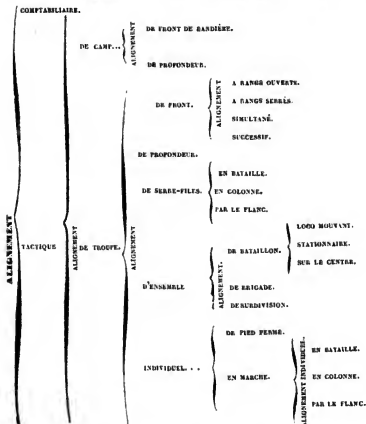 COMPTABILIAIRE.
DE FRONT DE BANDIÈRE.
DE CAMP...
ALIGNEMENT
DE PROFONDEUR.
A RANGS OUVERTS.
DE FRONT.
ALIGNEMENT
A RANGS SERRÉS.
SIMULTANÉ.
SUCCESSIF.
DE PROFONDEUR.
EN BATAILLE.
DE SERRE-FILES.
EN COLONNE.
PAR LE FLANC.
ALIGNEMENT
TACTIQUE
ALIGNEMENT
DE TROUPE.
ALIGNEMENT
LOCO MOUVANT.
DE BATAILLON.
STATIONNAIRE.
SUR LE CENTRE.
D'ENSEMBLE
ALIGNEMENT.
DE BRIGADE.
DE SUBDIVISION.
DE PIED FERME.
INDIVIDUEL...
EN MARCHE.
ALIGNEMENT INDIVIDUEL.
EN BATAILLE.
EN COLONNE.
PAR LE FLANC.